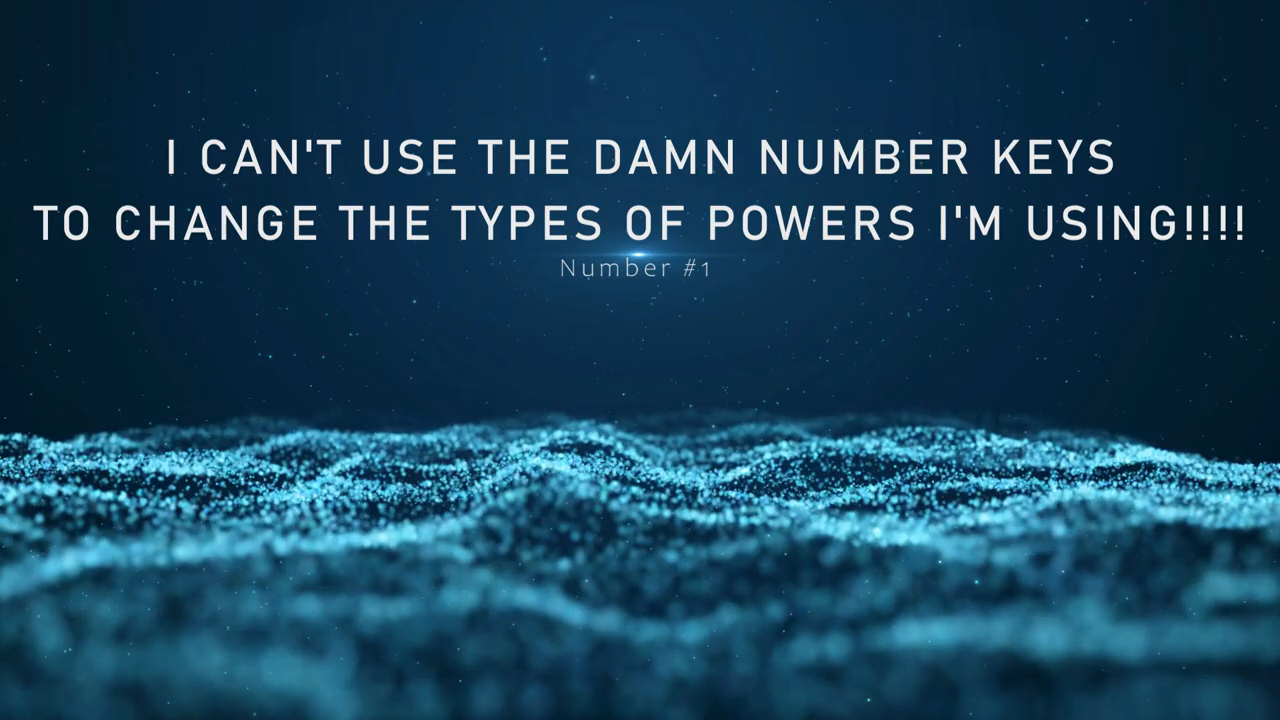 I CAN'T USE THE DAMN NUMBER KEYS
TO CHANGE THE TYPES OF POWERS I'M USING!!!!
Number #1